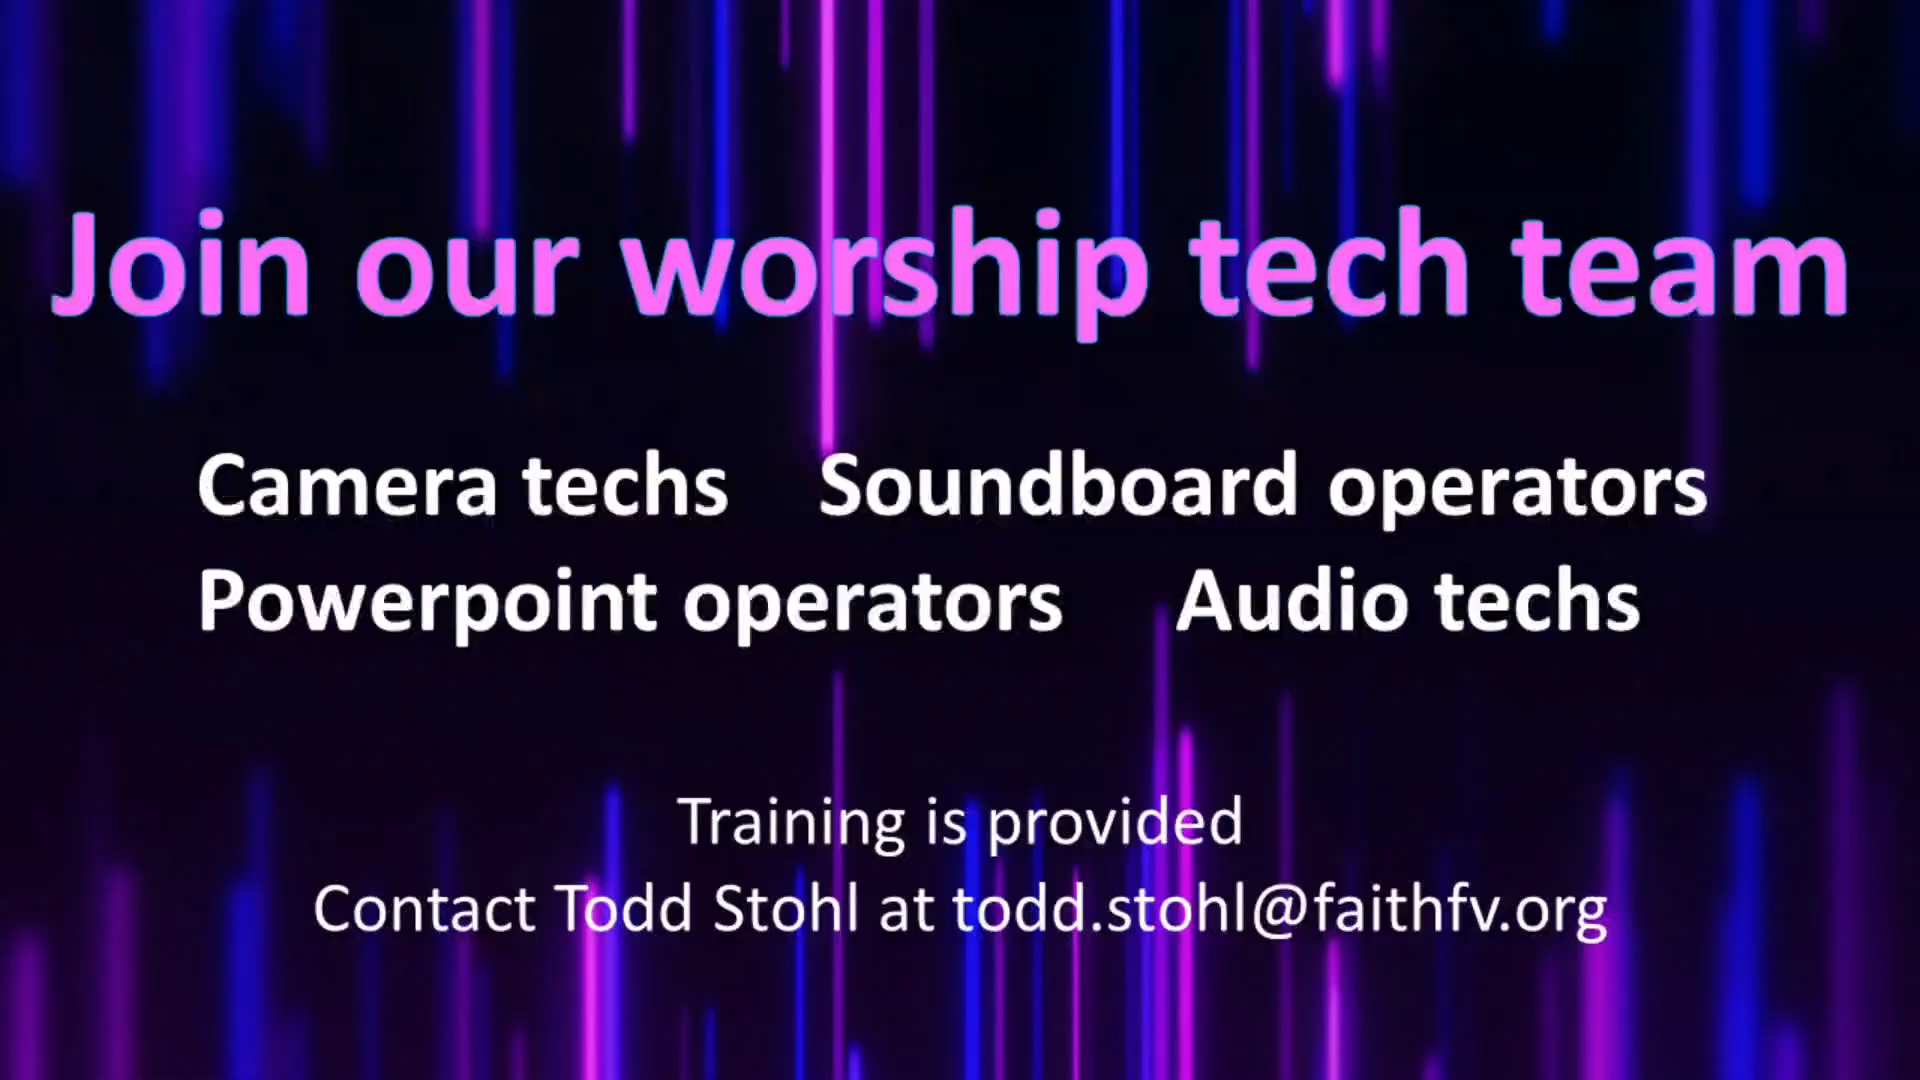 Join our worship tech team
Camera techs Soundboard operators
Powerpoint operators Audio techs
Training is provided
Contact Todd Stohl at todd.stohl@faithfv.org